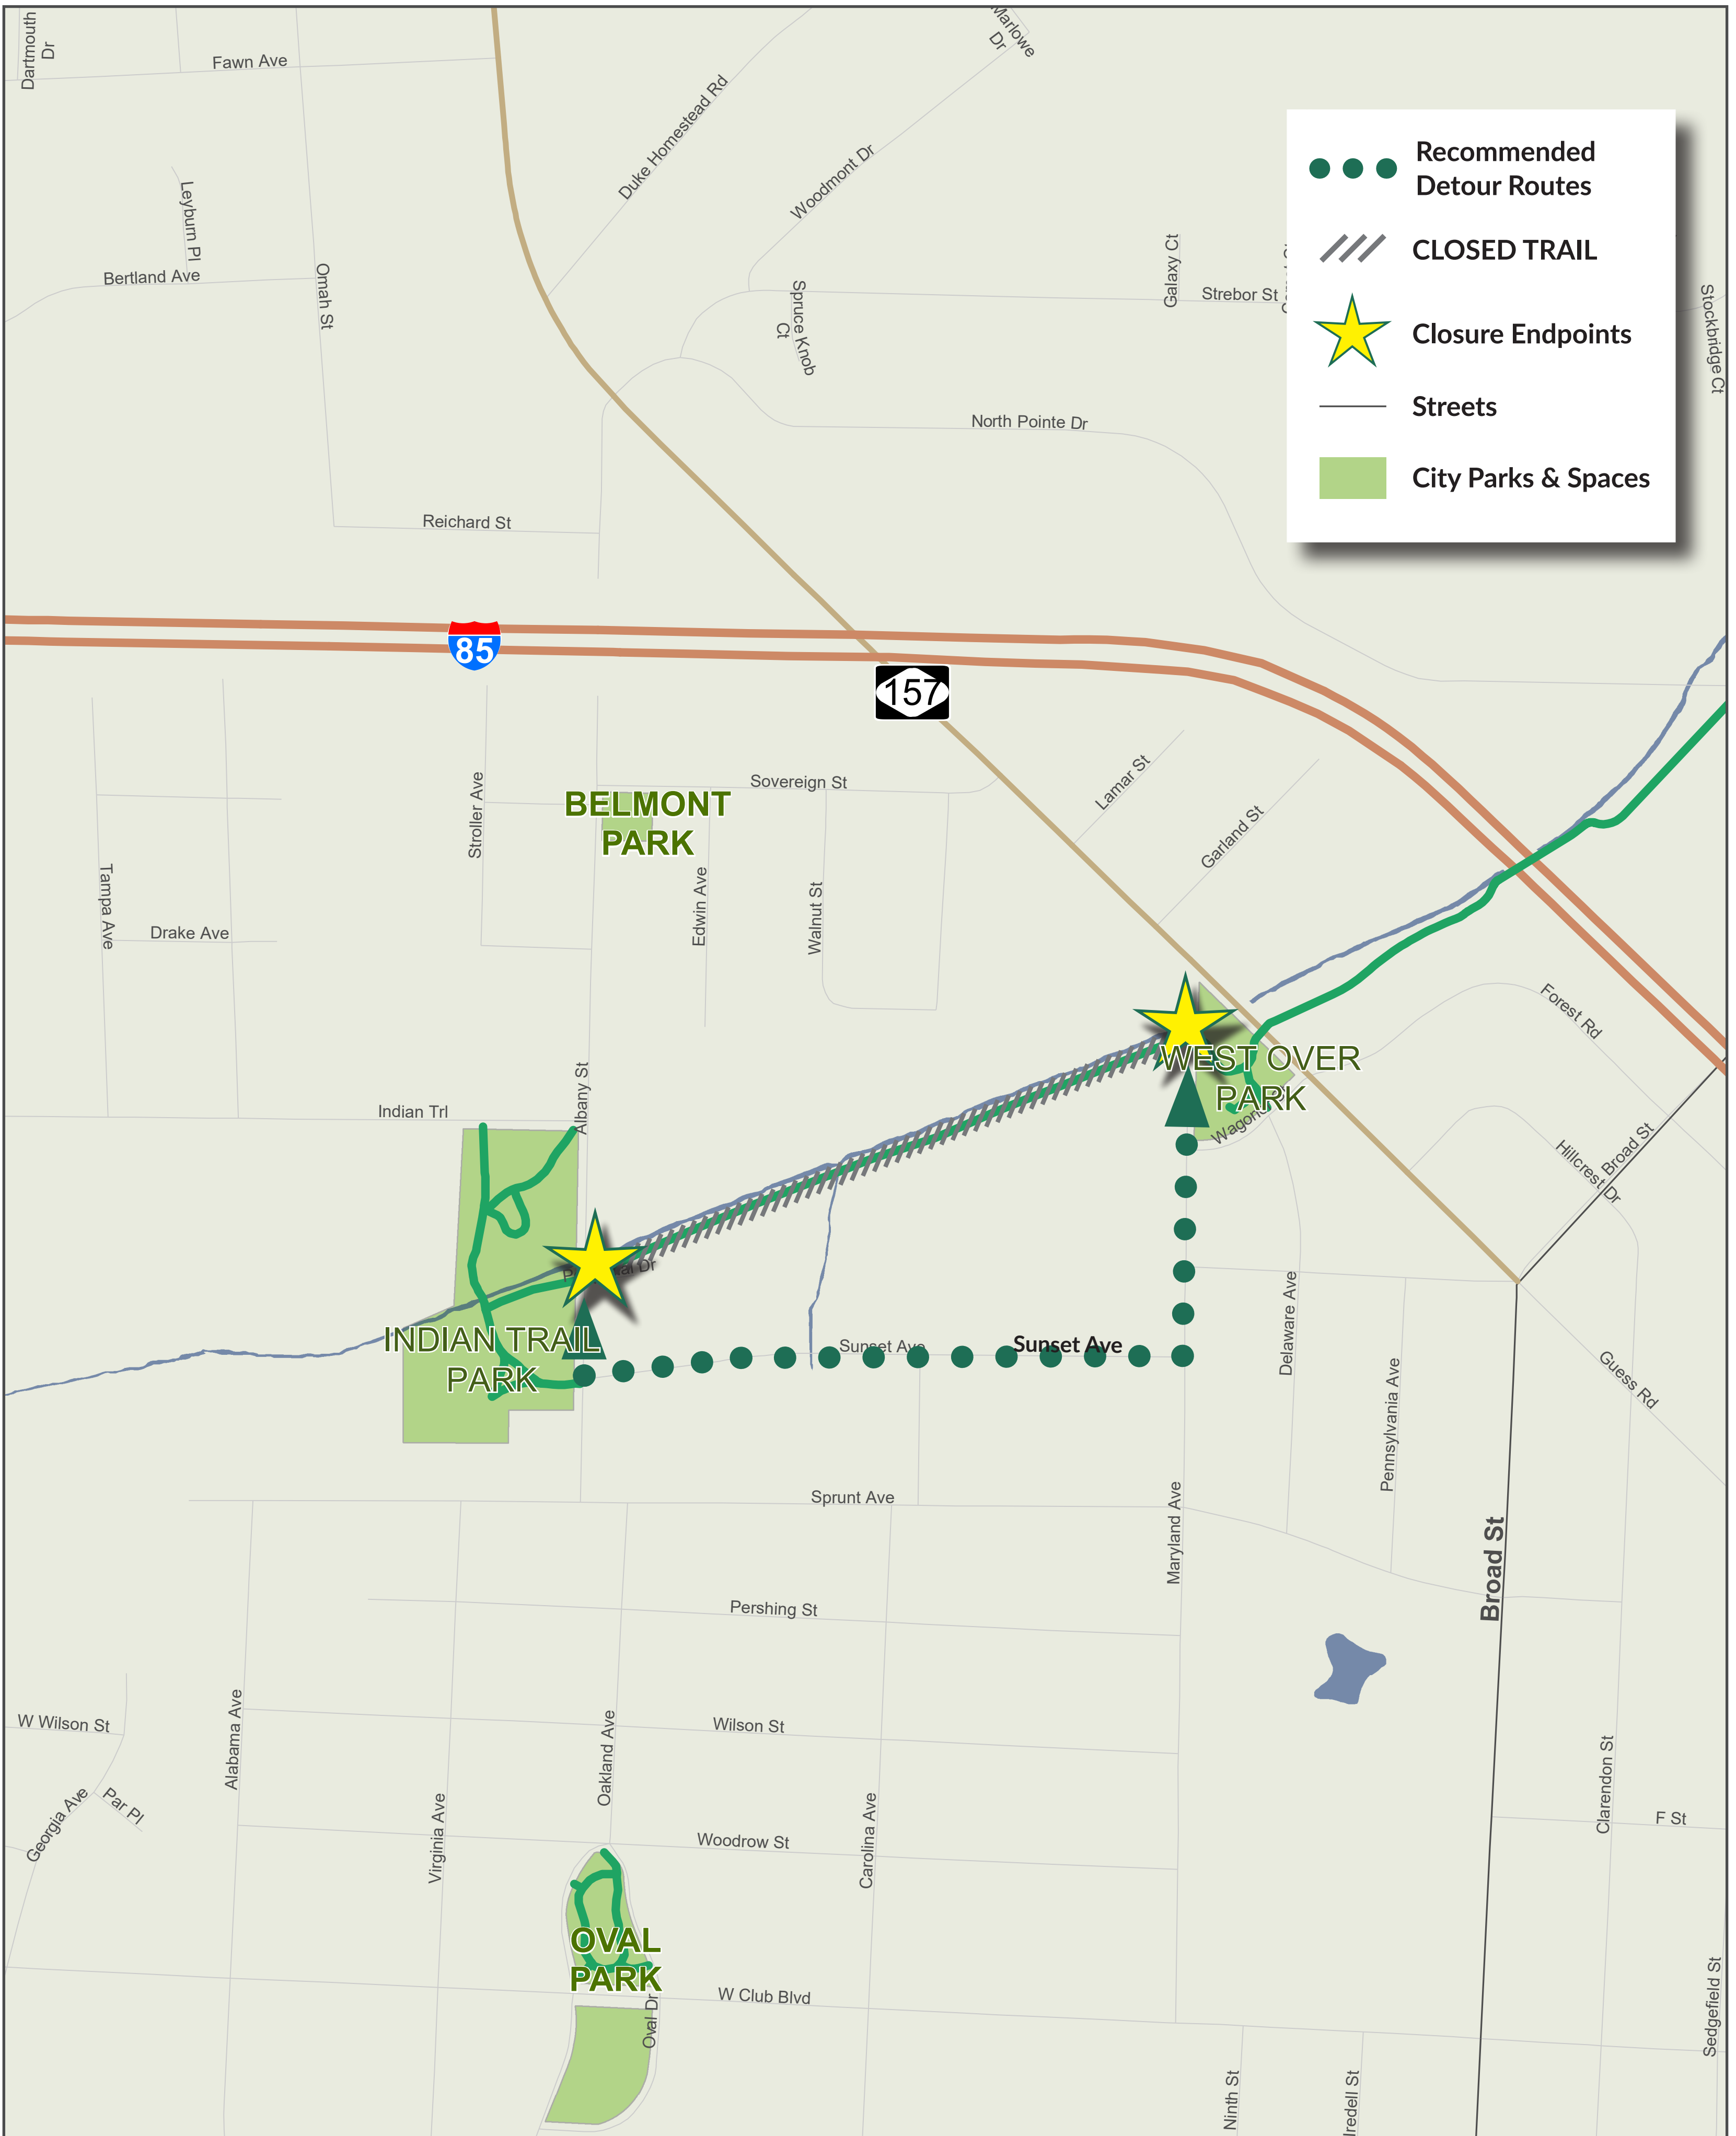 Dartmouth
Dr
Fawn Ave
Marlowe
Dr
Duke Homestead Rd
Woodmont Dr
Leyburn Pl
Bertland Ave
Omah St
Spruce Knob
Ct
Galaxy Ct
Strebor St
Stockbridge Ct
Recommended
Detour Routes
CLOSED TRAIL
Closure Endpoints
Streets
City Parks & Spaces
North Pointe Dr
Reichard St
85
157
Sovereign St
Lamar St
Garland St
BELMONT
PARK
Stroller Ave
Tampa Ave
Drake Ave
Edwin Ave
Walnut St
Forest Rd
WEST OVER
PARK
Indian Trl
Albany St
Broad St
Hillcrest Dr
INDIAN TRAIL
PARK
Sunset Ave
Sunset Ave
Delaware Ave
Pennsylvania Ave
Guess Rd
Sprunt Ave
Maryland Ave
Broad St
Pershing St
W Wilson St
Alabama Ave
Wilson St
Oakland Ave
Georgia Ave
Par Pl
Virginia Ave
Woodrow St
Carolina Ave
Clarendon St
F St
OVAL
PARK
W Club Blvd
Oval Dr
Sedgefield St
Ninth St
Iredell St